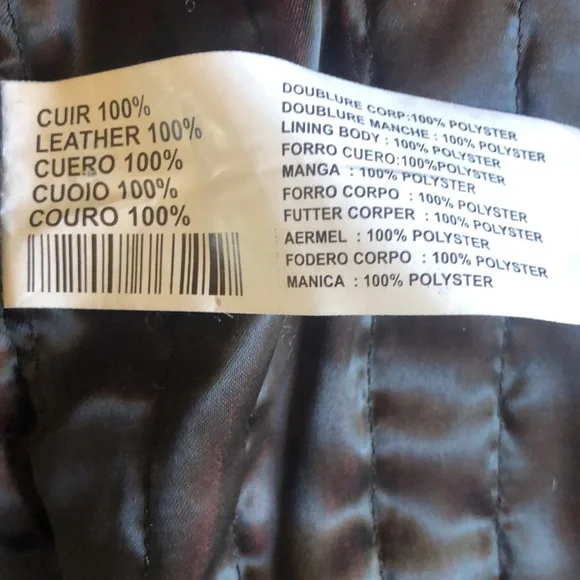 CUIR 100%
LEATHER 100%
CUERO 100%
CUOIO 100%
COURO 100%
DOUBLURE CORP:100% POLYSTER
DOUBLURE MANCHE : 100% POLYSTER
LINING BODY : 100% POLYSTER
FORRO CUERO:100%POLYSTER
MANGA : 100% POLYSTER
FORRO CORPO : 100% POLYSTER
FUTTER CORPER : 100% POLYSTER
AERMEL : 100% POLYSTER
FODERO CORPO : 100% POLYSTER
MANICA : 100% POLYSTER